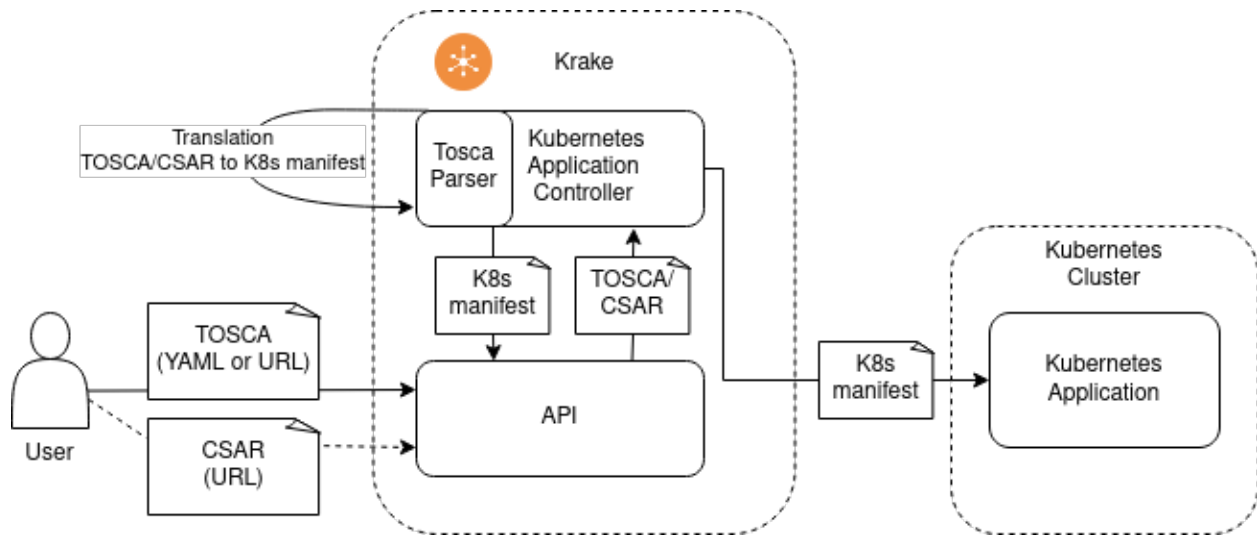 Krake
Translation
TOSCA/CSAR to K8s manifest
Tosca
Parser
Kubernetes
Application
Controller
K8s
manifest
TOSCA/
CSAR
Kubernetes
Cluster
TOSCA
(YAML or URL)
API
K8s
manifest
Kubernetes
Application
User
CSAR
(URL)